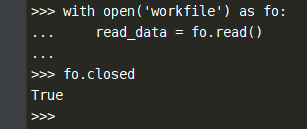 >>> with open('workfile') as fo:
...     read_data = fo.read()
...
>>> fo.closed
True
>>>